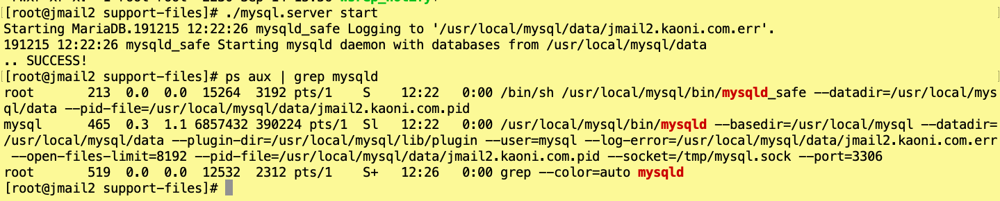 [root@jmail2 support-files]# ./mysql.server start
Starting MariaDB.191215 12:22:26 mysqld_safe Logging to '/usr/local/mysql/data/jmail2.kaoni.com.err'.
191215 12:22:26 mysqld_safe Starting mysqld daemon with databases from /usr/local/mysql/data
.. SUCCESS!
[root@jmail2 support-files]# ps aux | grep mysqld
root       213  0.0  0.0  15264  3192 pts/1    S    12:22   0:00 /bin/sh /usr/local/mysql/bin/mysqld_safe --datadir=/usr/local/mys
ql/data --pid-file=/usr/local/mysql/data/jmail2.kaoni.com.pid
mysql      465  0.3  1.1 6857432 390224 pts/1  Sl   12:22   0:00 /usr/local/mysql/bin/mysqld --basedir=/usr/local/mysql --datadir=
/usr/local/mysql/data --plugin-dir=/usr/local/mysql/lib/plugin --user=mysql --log-error=/usr/local/mysql/data/jmail2.kaoni.com.err
 --open-files-limit=8192 --pid-file=/usr/local/mysql/data/jmail2.kaoni.com.pid --socket=/tmp/mysql.sock --port=3306
root       519  0.0  0.0  12532  2312 pts/1    S+   12:26   0:00 grep --color=auto mysqld
[root@jmail2 support-files]#